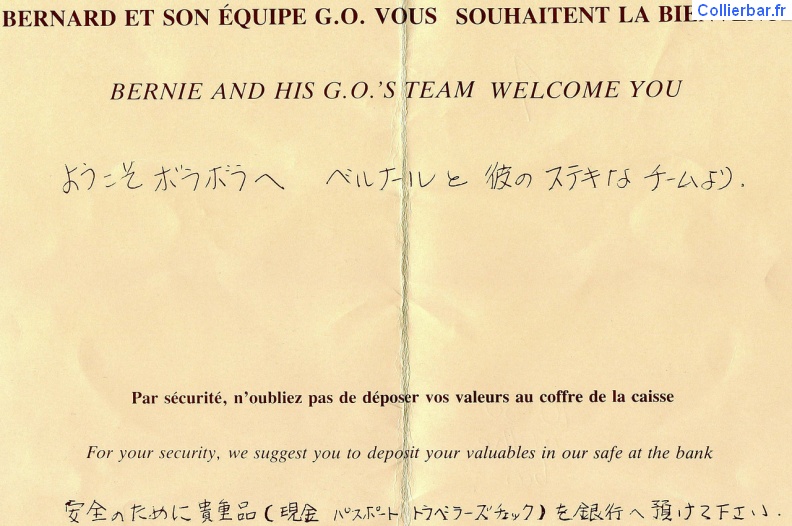 Collierbar.fr
BERNARD ET SON ÉQUIPE G.O. VOUS SOUHAITENT LA
BERNIE AND HIS G.O.'S TEAM WELCOME YOU
ようこそ ボラボラへ ベルナールと 彼の ステキな チームより.
Par sécurité, n'oubliez pas de déposer vos valeurs au coffre de la caisse
For your security, we suggest you to deposit your valuables in our safe at the bank
安全のために貴重品(現金 パスポート トラベラーズチェック)を銀行へ預けて下さい.